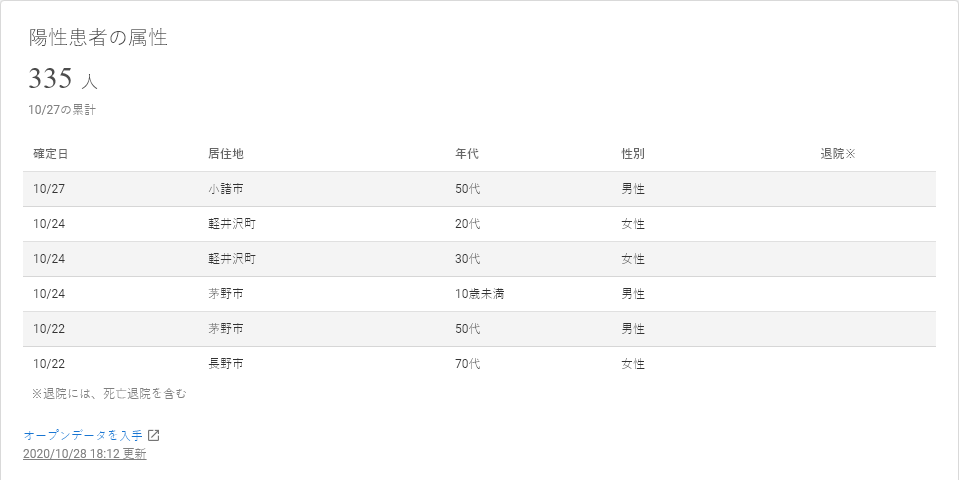 陽性患者の属性
335 人
10/27の累計
確定日 居住地 年代 性別 退院※
10/27 小諸市 50代 男性
10/24 軽井沢町 20代 女性
10/24 軽井沢町 30代 女性
10/24 茅野市 10歳未満 男性
10/22 茅野市 50代 男性
10/22 長野市 70代 女性
※退院には、死亡退院を含む
オープンデータを入手
2020/10/28 18:12 更新